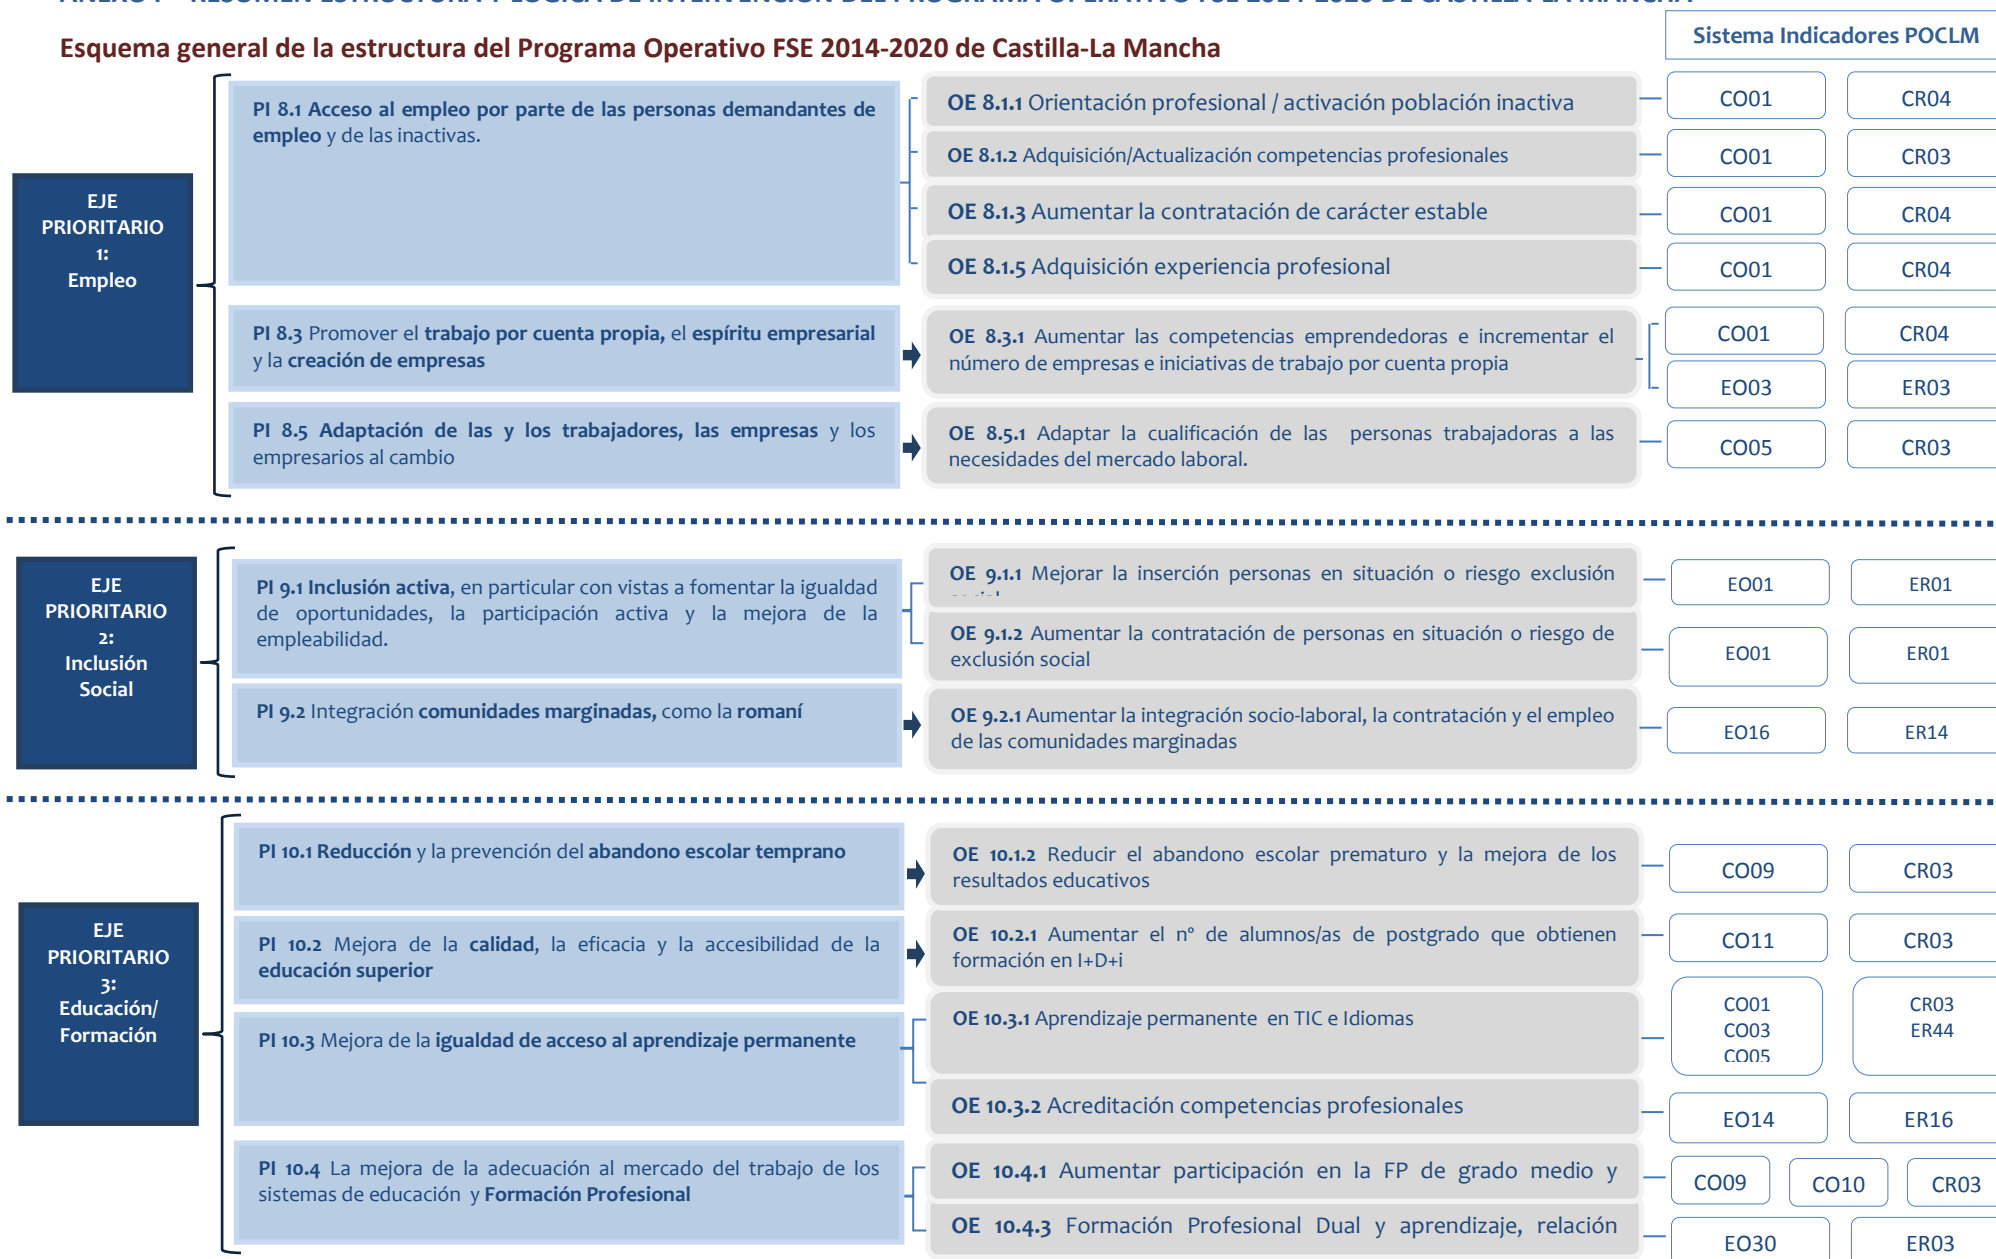 ANEXO I – RESUMEN ESTRUCTURA Y LÓGICA DE INTERVENCIÓN DEL PROGRAMA OPERATIVO FSE 2014-2020 DE CASTILLA-LA MANCHA
Esquema general de la estructura del Programa Operativo FSE 2014-2020 de Castilla-La Mancha
Sistema Indicadores POCLM
EJE
PRIORITARIO
1:
Empleo
PI 8.1 Acceso al empleo por parte de las personas demandantes de
empleo y de las inactivas.
OE 8.1.1 Orientación profesional / activación población inactiva
CO01 CR04
OE 8.1.2 Adquisición/Actualización competencias profesionales
CO01 CR03
OE 8.1.3 Aumentar la contratación de carácter estable
CO01 CR04
OE 8.1.5 Adquisición experiencia profesional
CO01 CR04
PI 8.3 Promover el trabajo por cuenta propia, el espíritu empresarial
y la creación de empresas
OE 8.3.1 Aumentar las competencias emprendedoras e incrementar el
número de empresas e iniciativas de trabajo por cuenta propia
CO01 CR04
EO03 ER03
PI 8.5 Adaptación de las y los trabajadores, las empresas y los
empresarios al cambio
OE 8.5.1 Adaptar la cualificación de las personas trabajadoras a las
necesidades del mercado laboral.
CO05 CR03
EJE
PRIORITARIO
2:
Inclusión
Social
PI 9.1 Inclusión activa, en particular con vistas a fomentar la igualdad
de oportunidades, la participación activa y la mejora de la
empleabilidad.
OE 9.1.1 Mejorar la inserción personas en situación o riesgo exclusión
EO01 ER01
OE 9.1.2 Aumentar la contratación de personas en situación o riesgo de
exclusión social
EO01 ER01
PI 9.2 Integración comunidades marginadas, como la romaní
OE 9.2.1 Aumentar la integración socio-laboral, la contratación y el empleo
de las comunidades marginadas
EO16 ER14
EJE
PRIORITARIO
3:
Educación/
Formación
PI 10.1 Reducción y la prevención del abandono escolar temprano
OE 10.1.2 Reducir el abandono escolar prematuro y la mejora de los
resultados educativos
CO09 CR03
PI 10.2 Mejora de la calidad, la eficacia y la accesibilidad de la
educación superior
OE 10.2.1 Aumentar el nº de alumnos/as de postgrado que obtienen
formación en I+D+i
CO11 CR03
PI 10.3 Mejora de la igualdad de acceso al aprendizaje permanente
OE 10.3.1 Aprendizaje permanente en TIC e Idiomas
CO01 CR03
CO03 ER44
CO05
OE 10.3.2 Acreditación competencias profesionales
EO14 ER16
PI 10.4 La mejora de la adecuación al mercado del trabajo de los
sistemas de educación y Formación Profesional
OE 10.4.1 Aumentar participación en la FP de grado medio y
CO09 CO10 CR03
OE 10.4.3 Formación Profesional Dual y aprendizaje, relación
EO30 ER03